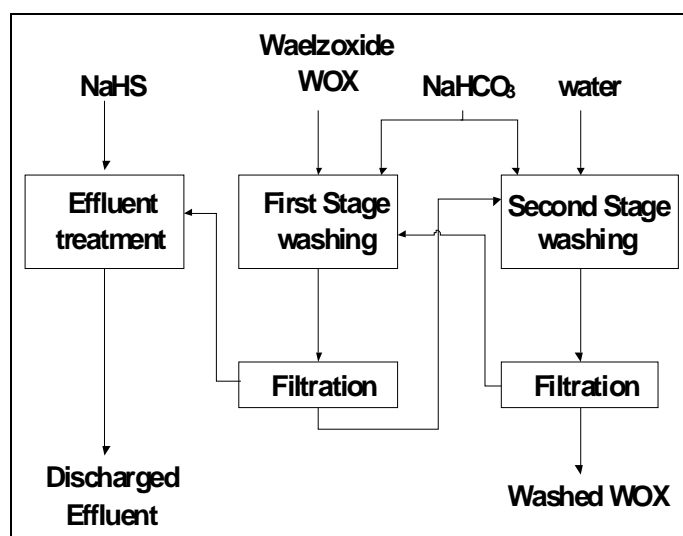 Waelzoxide
WOX
NaHS
NaHCO₃
water
Effluent
treatment
First Stage
washing
Second Stage
washing
Filtration
Filtration
Discharged
Effluent
Washed WOX